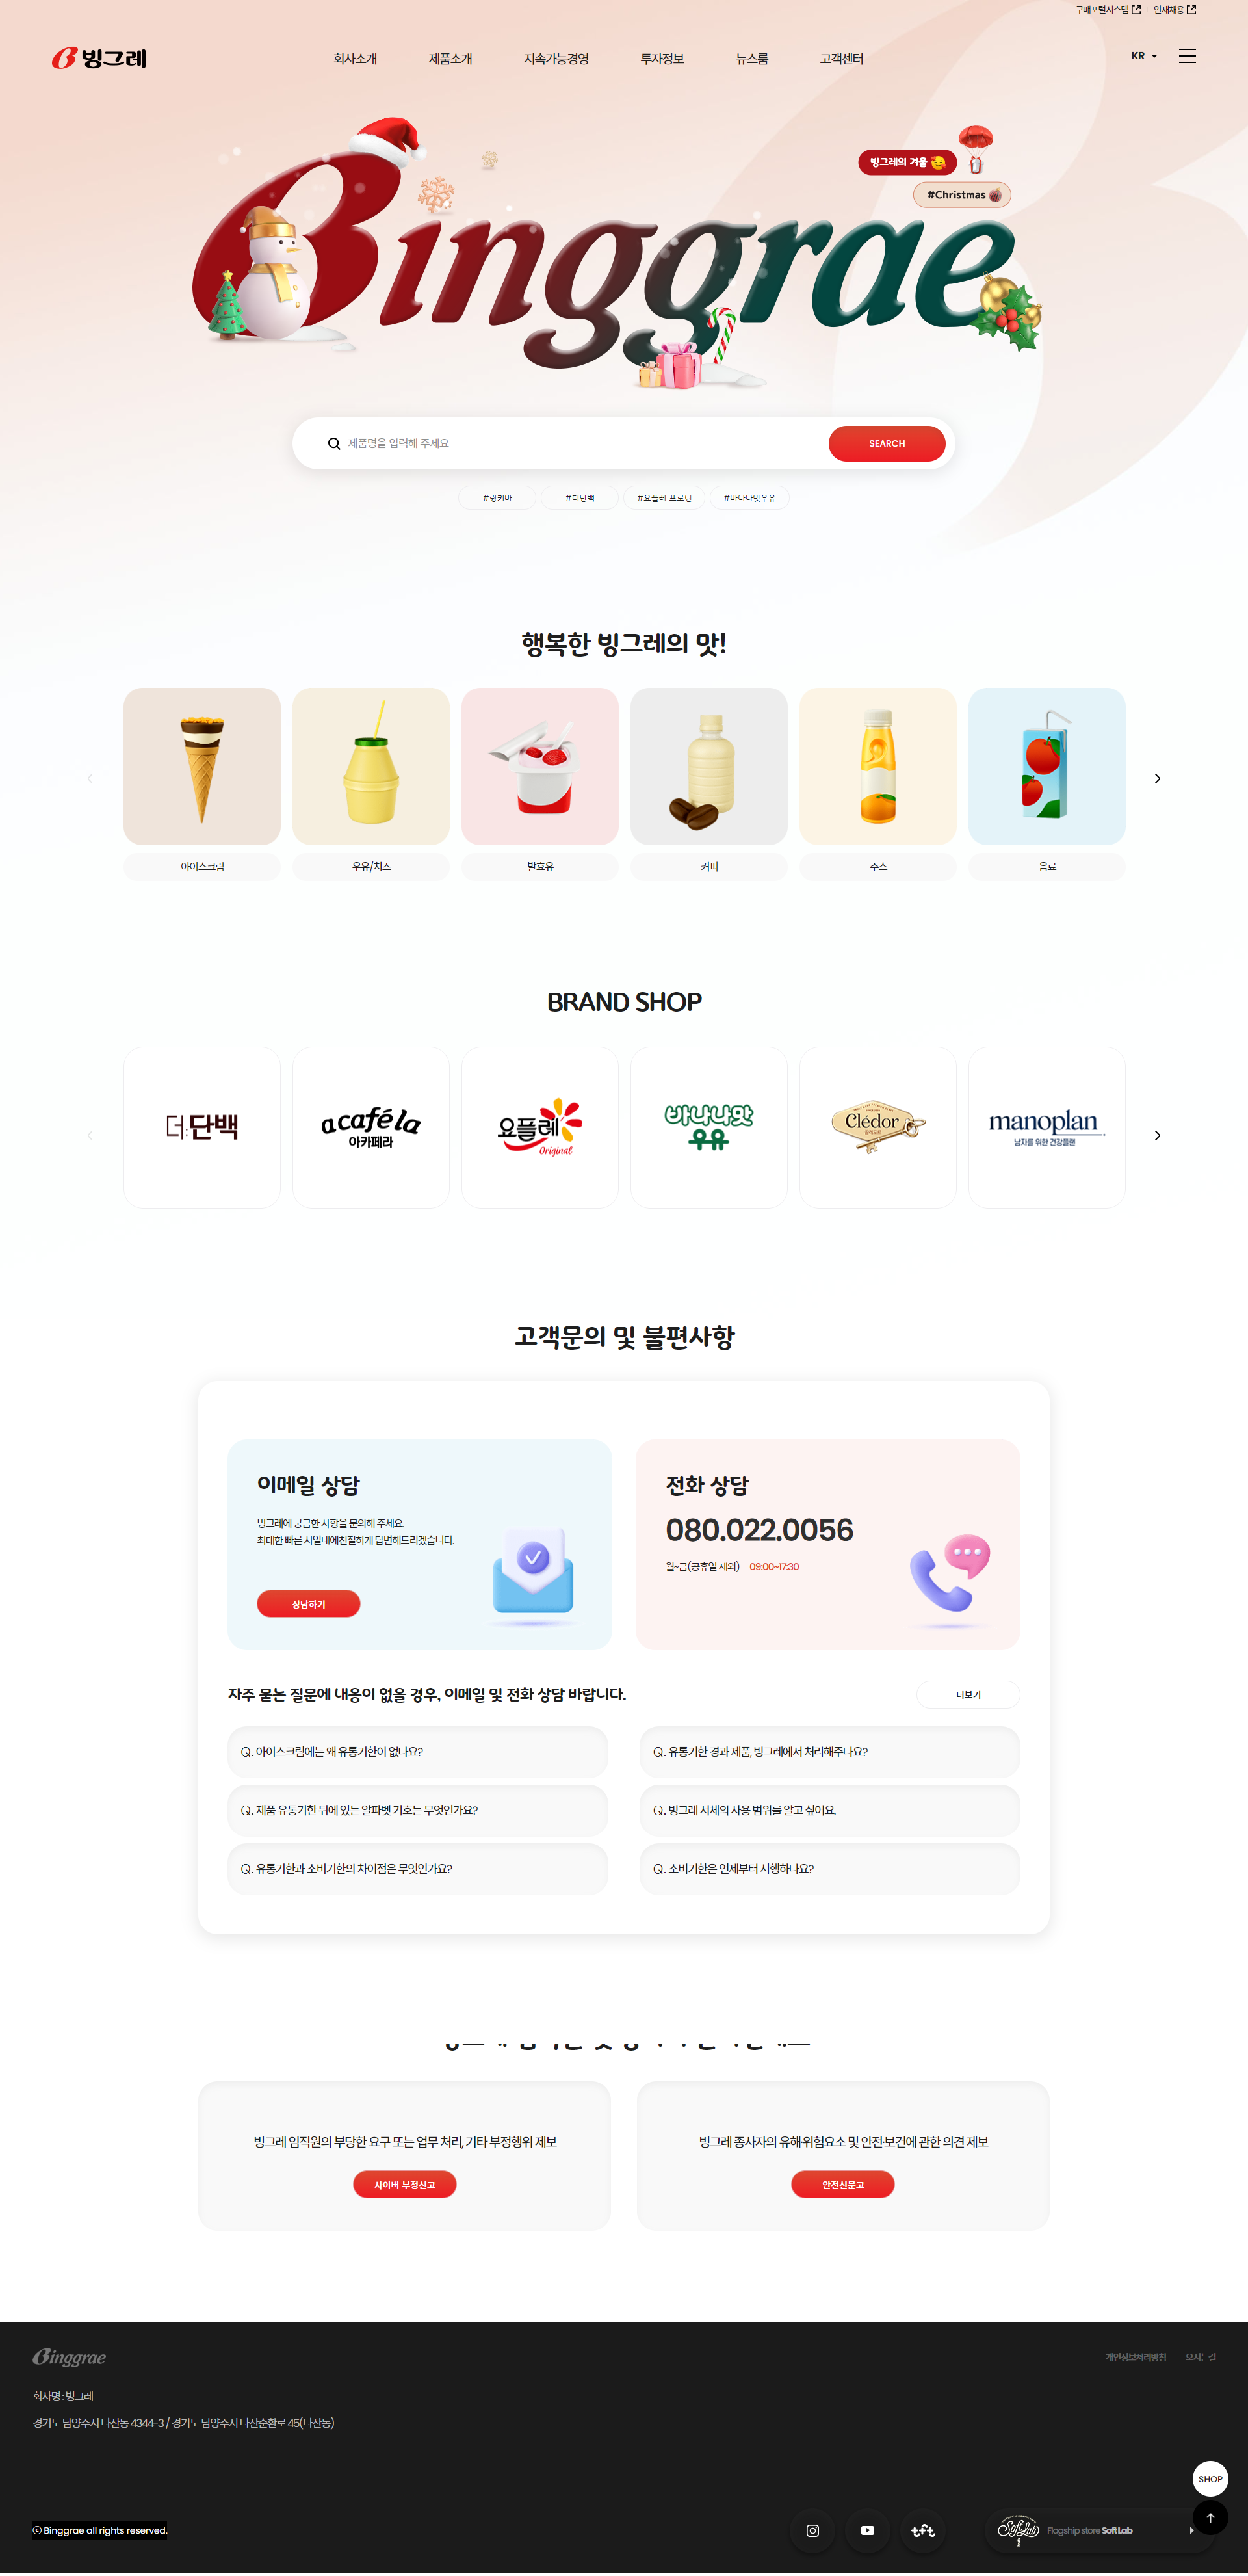 구매포털시스템
인재채용
빙그레
회사소개
제품소개
지속가능경영
투자정보
뉴스룸
고객센터
KR
빙그레의 겨울
#Christmas
Binggrae
제품명을 입력해 주세요
SEARCH
#링키바
#더단백
#요플레 프로틴
#바나나맛우유
행복한 빙그레의 맛!
아이스크림
우유/치즈
발효유
커피
주스
음료
BRAND SHOP
더:단백
acaféla
아카페라
요플레
Original
바나나맛
우유
Clédor
끌레도르
manoplan
남자를 위한 건강플랜
고객문의 및 불편사항
이메일 상담
빙그레에 궁금한 사항을 문의해 주세요.
최대한 빠른 시일내에친절하게 답변해드리겠습니다.
상담하기
전화 상담
080.022.0056
월~금(공휴일 제외) 09:00~17:30
자주 묻는 질문에 내용이 없을 경우, 이메일 및 전화 상담 바랍니다.
더보기
Q. 아이스크림에는 왜 유통기한이 없나요?
Q. 유통기한 경과 제품, 빙그레에서 처리해주나요?
Q. 제품 유통기한 뒤에 있는 알파벳 기호는 무엇인가요?
Q. 빙그레 서체의 사용 범위를 알고 싶어요.
Q. 유통기한과 소비기한의 차이점은 무엇인가요?
Q. 소비기한은 언제부터 시행하나요?
빙그레 임직원의 부당한 요구 또는 업무 처리, 기타 부정행위 제보
사이버 부정신고
빙그레 종사자의 유해·위험요소 및 안전·보건에 관한 의견 제보
안전신문고
Binggrae
개인정보처리방침
오시는길
회사명 : 빙그레
경기도 남양주시 다산동 4344-3 / 경기도 남양주시 다산순환로 45(다산동)
SHOP
ⓒ Binggrae all rights reserved.
tft
Soft Lab
Flagship store Soft Lab